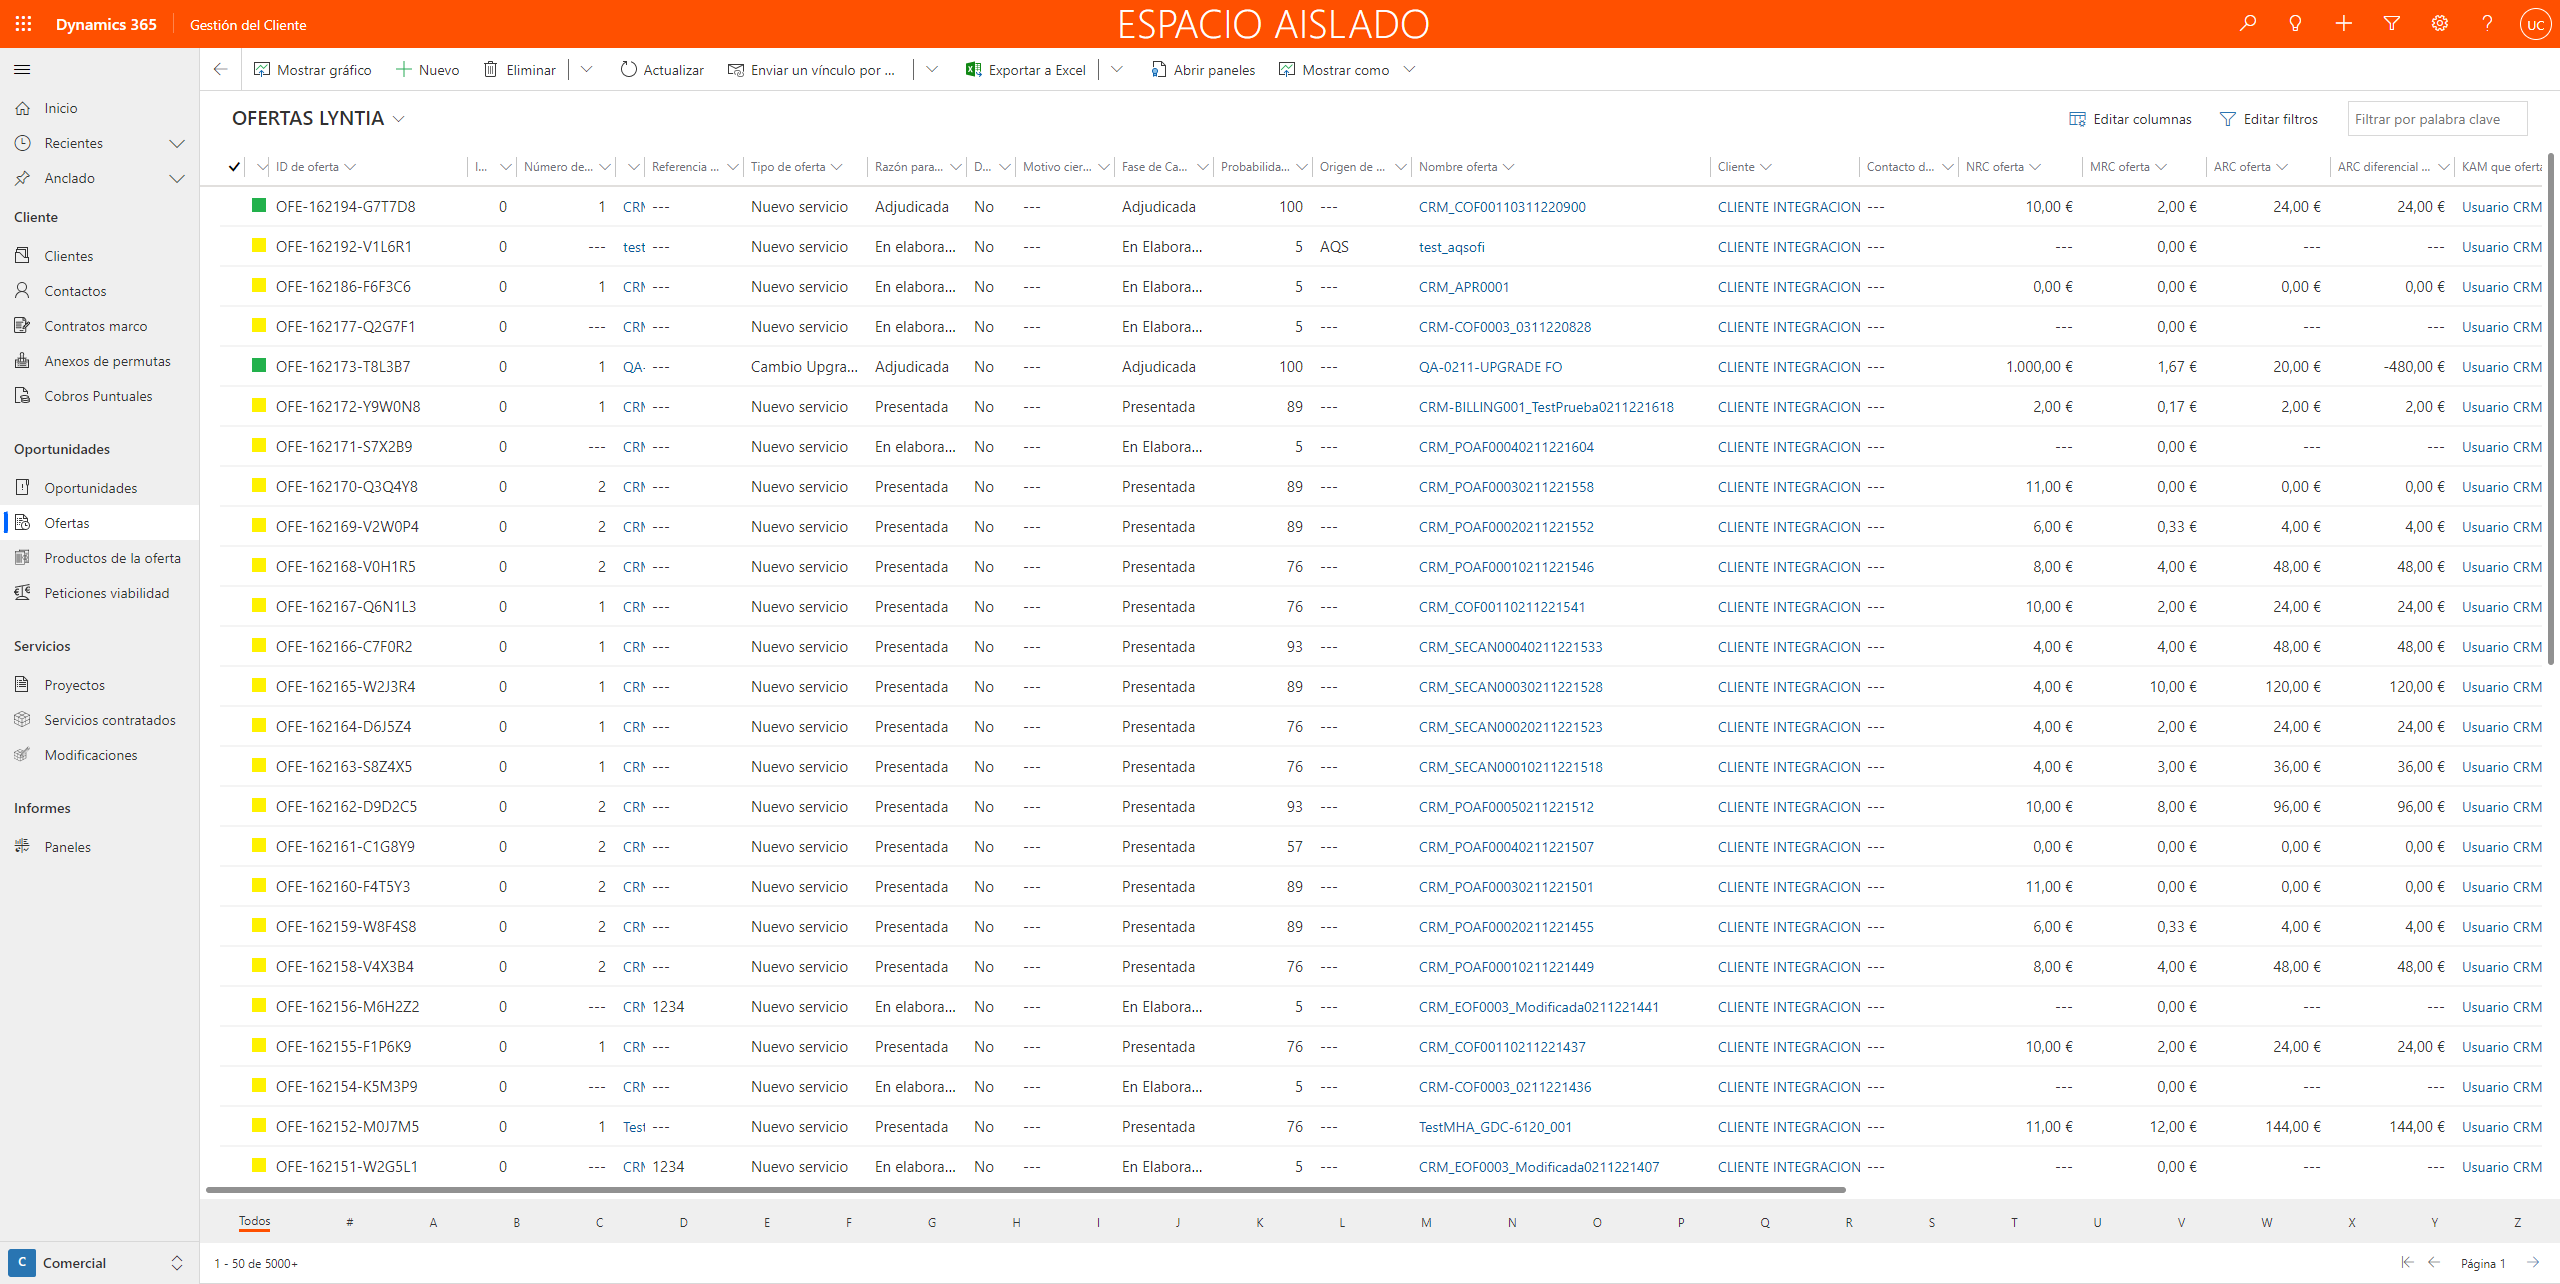 Dynamics 365 Gestión del Cliente ESPACIO AISLADO UC
Mostrar gráfico Nuevo Eliminar Actualizar Enviar un vínculo por ... Exportar a Excel Abrir paneles Mostrar como
Inicio
Recientes
Anclado
Cliente
Clientes
Contactos
Contratos marco
Anexos de permutas
Cobros Puntuales
Oportunidades
Oportunidades
Ofertas
Productos de la oferta
Peticiones viabilidad
Servicios
Proyectos
Servicios contratados
Modificaciones
Informes
Paneles
C Comercial
OFERTAS LYNTIA Editar columnas Editar filtros Filtrar por palabra clave
ID de oferta I... Número de... Referencia ... Tipo de oferta Razón para... D... Motivo cier... Fase de Ca... Probabilida... Origen de ... Nombre oferta Cliente Contacto d... NRC oferta MRC oferta ARC oferta ARC diferencial ... KAM que oferta
OFE-162194-G7T7D8 0 1 CRM --- Nuevo servicio Adjudicada No --- Adjudicada 100 --- CRM_COF00110311220900 CLIENTE INTEGRACION --- 10,00 € 2,00 € 24,00 € 24,00 € Usuario CRM
OFE-162192-V1L6R1 0 --- test --- Nuevo servicio En elabora... No --- En Elabora... 5 AQS test_aqsofi CLIENTE INTEGRACION --- --- 0,00 € --- --- Usuario CRM
OFE-162186-F6F3C6 0 1 CRM --- Nuevo servicio En elabora... No --- En Elabora... 5 --- CRM_APR0001 CLIENTE INTEGRACION --- 0,00 € 0,00 € 0,00 € 0,00 € Usuario CRM
OFE-162177-Q2G7F1 0 --- CRM --- Nuevo servicio En elabora... No --- En Elabora... 5 --- CRM-COF0003_0311220828 CLIENTE INTEGRACION --- --- 0,00 € --- --- Usuario CRM
OFE-162173-T8L3B7 0 1 QA- --- Cambio Upgra... Adjudicada No --- Adjudicada 100 --- QA-0211-UPGRADE FO CLIENTE INTEGRACION --- 1.000,00 € 1,67 € 20,00 € -480,00 € Usuario CRM
OFE-162172-Y9W0N8 0 1 CRM --- Nuevo servicio Presentada No --- Presentada 89 --- CRM-BILLING001_TestPrueba0211221618 CLIENTE INTEGRACION --- 2,00 € 0,17 € 2,00 € 2,00 € Usuario CRM
OFE-162171-S7X2B9 0 --- CRM --- Nuevo servicio En elabora... No --- En Elabora... 5 --- CRM_POAF00040211221604 CLIENTE INTEGRACION --- --- 0,00 € --- --- Usuario CRM
OFE-162170-Q3Q4Y8 0 2 CRM --- Nuevo servicio Presentada No --- Presentada 89 --- CRM_POAF00030211221558 CLIENTE INTEGRACION --- 11,00 € 0,00 € 0,00 € 0,00 € Usuario CRM
OFE-162169-V2W0P4 0 2 CRM --- Nuevo servicio Presentada No --- Presentada 89 --- CRM_POAF00020211221552 CLIENTE INTEGRACION --- 6,00 € 0,33 € 4,00 € 4,00 € Usuario CRM
OFE-162168-V0H1R5 0 2 CRM --- Nuevo servicio Presentada No --- Presentada 76 --- CRM_POAF00010211221546 CLIENTE INTEGRACION --- 8,00 € 4,00 € 48,00 € 48,00 € Usuario CRM
OFE-162167-Q6N1L3 0 1 CRM --- Nuevo servicio Presentada No --- Presentada 76 --- CRM_COF00110211221541 CLIENTE INTEGRACION --- 10,00 € 2,00 € 24,00 € 24,00 € Usuario CRM
OFE-162166-C7F0R2 0 1 CRM --- Nuevo servicio Presentada No --- Presentada 93 --- CRM_SECAN00040211221533 CLIENTE INTEGRACION --- 4,00 € 4,00 € 48,00 € 48,00 € Usuario CRM
OFE-162165-W2J3R4 0 1 CRM --- Nuevo servicio Presentada No --- Presentada 89 --- CRM_SECAN00030211221528 CLIENTE INTEGRACION --- 4,00 € 10,00 € 120,00 € 120,00 € Usuario CRM
OFE-162164-D6J5Z4 0 1 CRM --- Nuevo servicio Presentada No --- Presentada 76 --- CRM_SECAN00020211221523 CLIENTE INTEGRACION --- 4,00 € 2,00 € 24,00 € 24,00 € Usuario CRM
OFE-162163-S8Z4X5 0 1 CRM --- Nuevo servicio Presentada No --- Presentada 76 --- CRM_SECAN00010211221518 CLIENTE INTEGRACION --- 4,00 € 3,00 € 36,00 € 36,00 € Usuario CRM
OFE-162162-D9D2C5 0 2 CRM --- Nuevo servicio Presentada No --- Presentada 93 --- CRM_POAF00050211221512 CLIENTE INTEGRACION --- 10,00 € 8,00 € 96,00 € 96,00 € Usuario CRM
OFE-162161-C1G8Y9 0 2 CRM --- Nuevo servicio Presentada No --- Presentada 57 --- CRM_POAF00040211221507 CLIENTE INTEGRACION --- 0,00 € 0,00 € 0,00 € 0,00 € Usuario CRM
OFE-162160-F4T5Y3 0 2 CRM --- Nuevo servicio Presentada No --- Presentada 89 --- CRM_POAF00030211221501 CLIENTE INTEGRACION --- 11,00 € 0,00 € 0,00 € 0,00 € Usuario CRM
OFE-162159-W8F4S8 0 2 CRM --- Nuevo servicio Presentada No --- Presentada 89 --- CRM_POAF00020211221455 CLIENTE INTEGRACION --- 6,00 € 0,33 € 4,00 € 4,00 € Usuario CRM
OFE-162158-V4X3B4 0 2 CRM --- Nuevo servicio Presentada No --- Presentada 76 --- CRM_POAF00010211221449 CLIENTE INTEGRACION --- 8,00 € 4,00 € 48,00 € 48,00 € Usuario CRM
OFE-162156-M6H2Z2 0 --- CRM 1234 Nuevo servicio En elabora... No --- En Elabora... 5 --- CRM_EOF0003_Modificada0211221441 CLIENTE INTEGRACION --- --- 0,00 € --- --- Usuario CRM
OFE-162155-F1P6K9 0 1 CRM --- Nuevo servicio Presentada No --- Presentada 76 --- CRM_COF00110211221437 CLIENTE INTEGRACION --- 10,00 € 2,00 € 24,00 € 24,00 € Usuario CRM
OFE-162154-K5M3P9 0 --- CRM --- Nuevo servicio En elabora... No --- En Elabora... 5 --- CRM-COF0003_0211221436 CLIENTE INTEGRACION --- --- 0,00 € --- --- Usuario CRM
OFE-162152-M0J7M5 0 1 Test --- Nuevo servicio Presentada No --- Presentada 76 --- TestMHA_GDC-6120_001 CLIENTE INTEGRACION --- 11,00 € 12,00 € 144,00 € 144,00 € Usuario CRM
OFE-162151-W2G5L1 0 --- CRM 1234 Nuevo servicio En elabora... No --- En Elabora... 5 --- CRM_EOF0003_Modificada0211221407 CLIENTE INTEGRACION --- --- 0,00 € --- --- Usuario CRM
Todos # A B C D E F G H I J K L M N O P Q R S T U V W X Y Z
1 - 50 de 5000+ Página 1